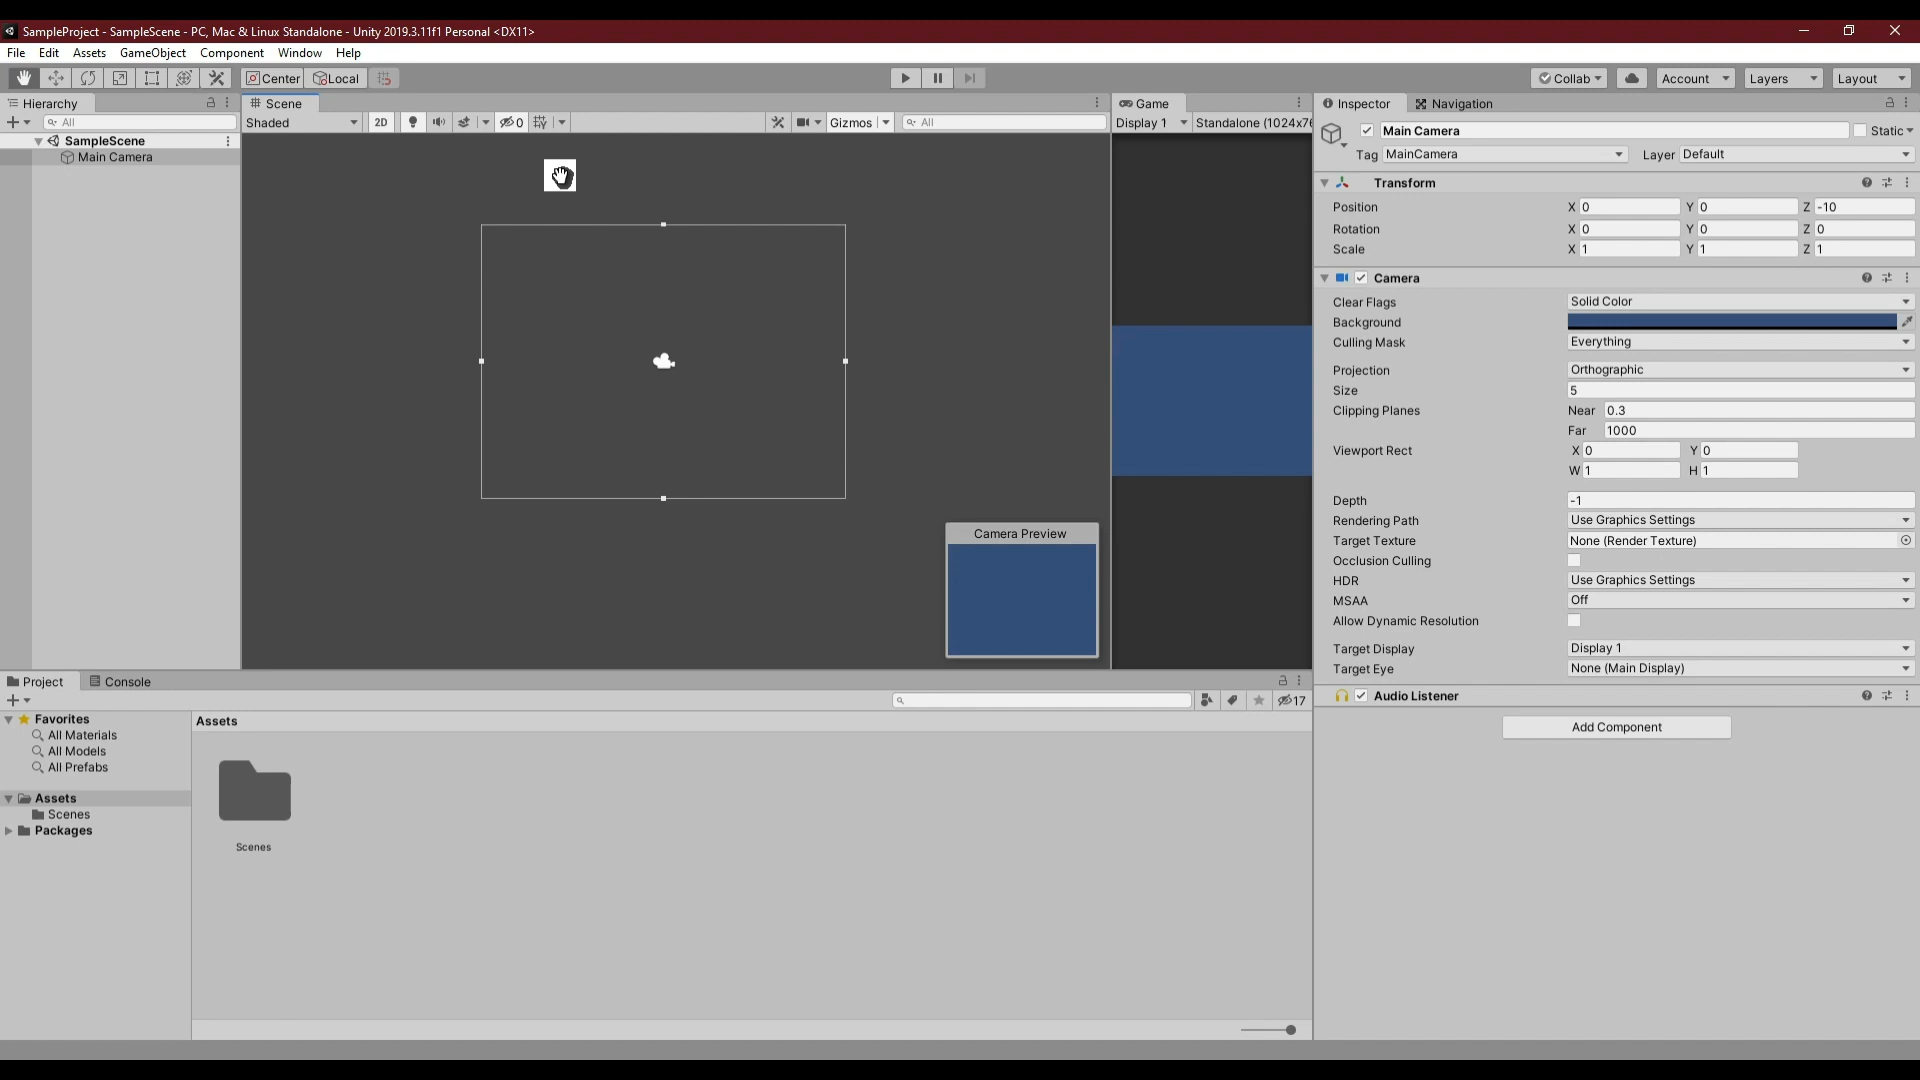 SampleProject - SampleScene - PC, Mac & Linux Standalone - Unity 2019.3.11f1 Personal <DX11>
File Edit Assets GameObject Component Window Help
Center Local Collab Account Layers Layout
Hierarchy
All
SampleScene
Main Camera
Scene
Shaded 2D 0 Gizmos All
Game
Display 1 Standalone (1024x76
Camera Preview
Inspector Navigation
Main Camera Static
Tag MainCamera Layer Default
Transform
Position X 0 Y 0 Z -10
Rotation X 0 Y 0 Z 0
Scale X 1 Y 1 Z 1
Camera
Clear Flags Solid Color
Background
Culling Mask Everything
Projection Orthographic
Size 5
Clipping Planes Near 0.3
Far 1000
Viewport Rect X 0 Y 0
W 1 H 1
Depth -1
Rendering Path Use Graphics Settings
Target Texture None (Render Texture)
Occlusion Culling
HDR Use Graphics Settings
MSAA Off
Allow Dynamic Resolution
Target Display Display 1
Target Eye None (Main Display)
Audio Listener
Add Component
Project Console
17
Favorites
All Materials
All Models
All Prefabs
Assets
Scenes
Packages
Assets
Scenes